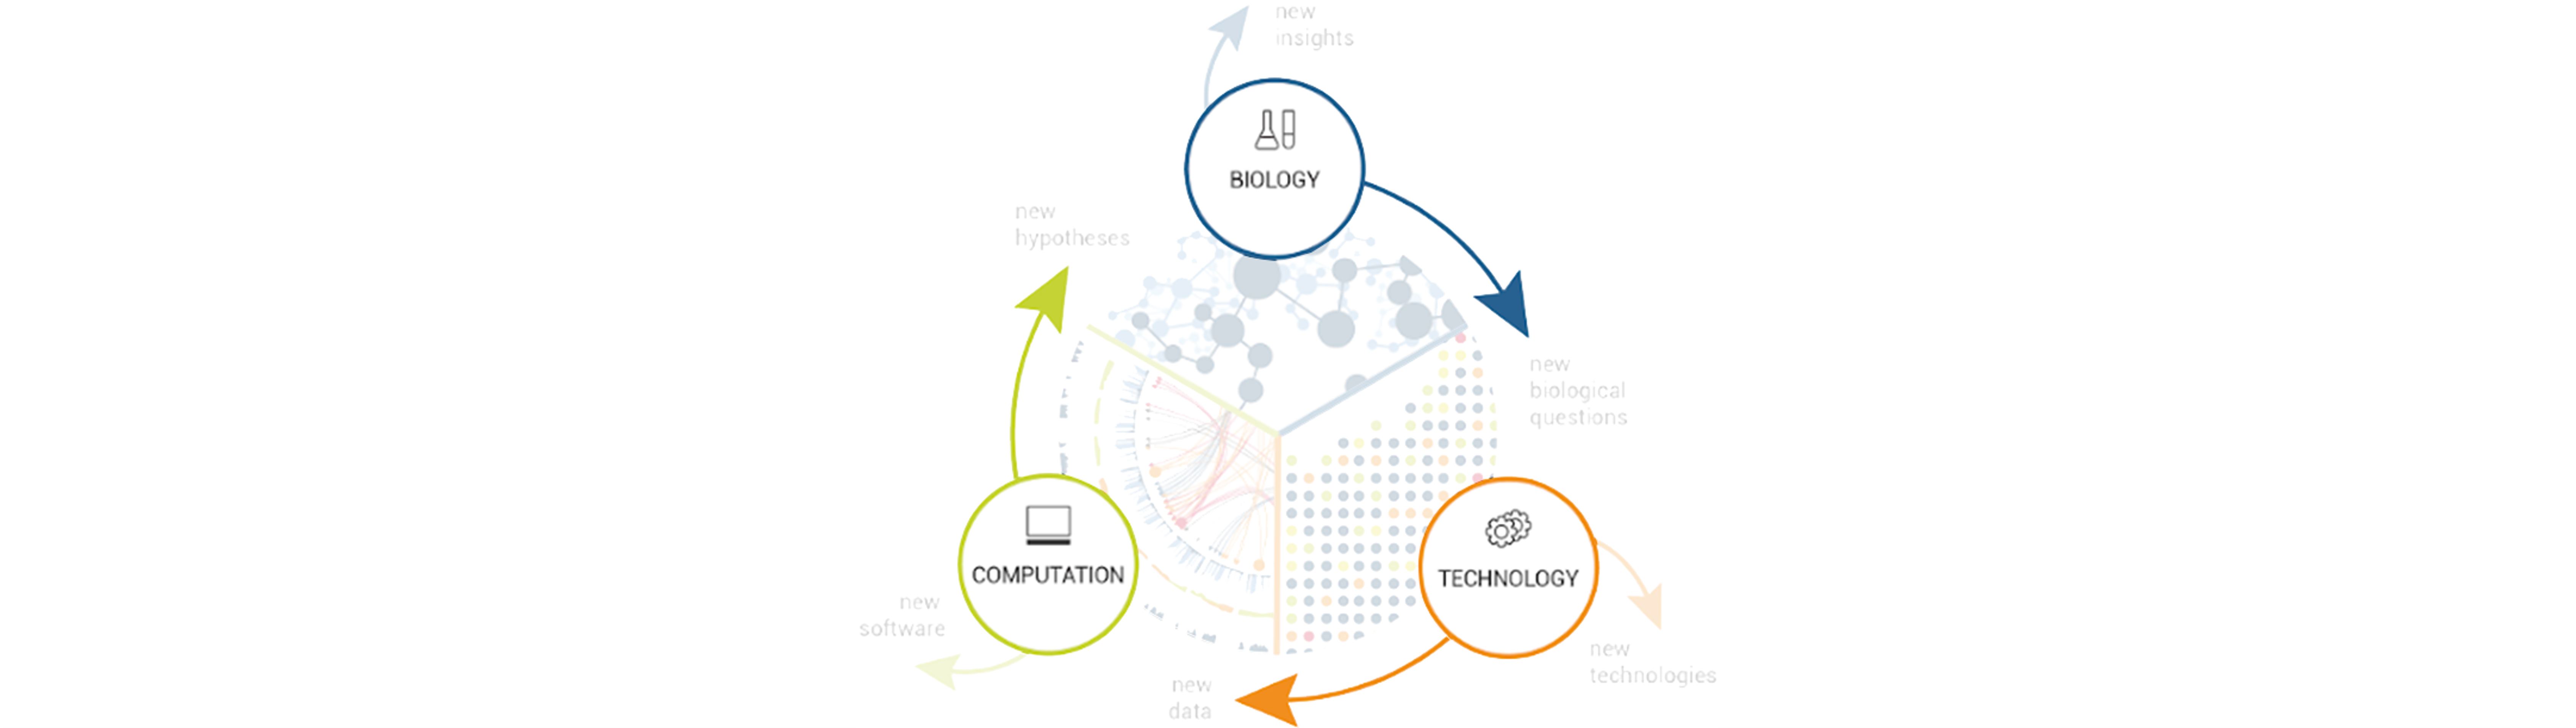 new
insights
BIOLOGY
new
hypotheses
new
biological
questions
COMPUTATION
TECHNOLOGY
new
software
new
technologies
new
data